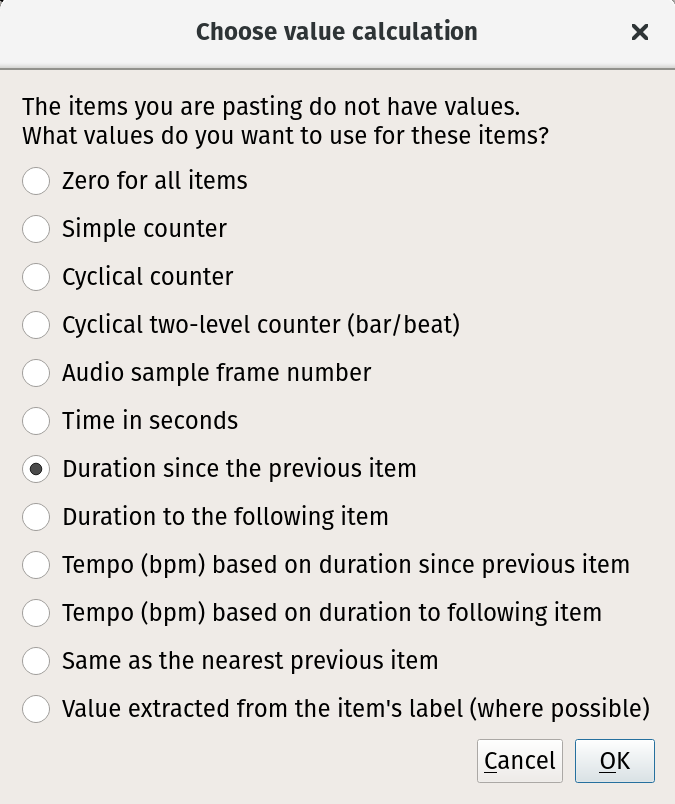 Choose value calculation
The items you are pasting do not have values.
What values do you want to use for these items?
Zero for all items
Simple counter
Cyclical counter
Cyclical two-level counter (bar/beat)
Audio sample frame number
Time in seconds
Duration since the previous item
Duration to the following item
Tempo (bpm) based on duration since previous item
Tempo (bpm) based on duration to following item
Same as the nearest previous item
Value extracted from the item's label (where possible)
Cancel OK